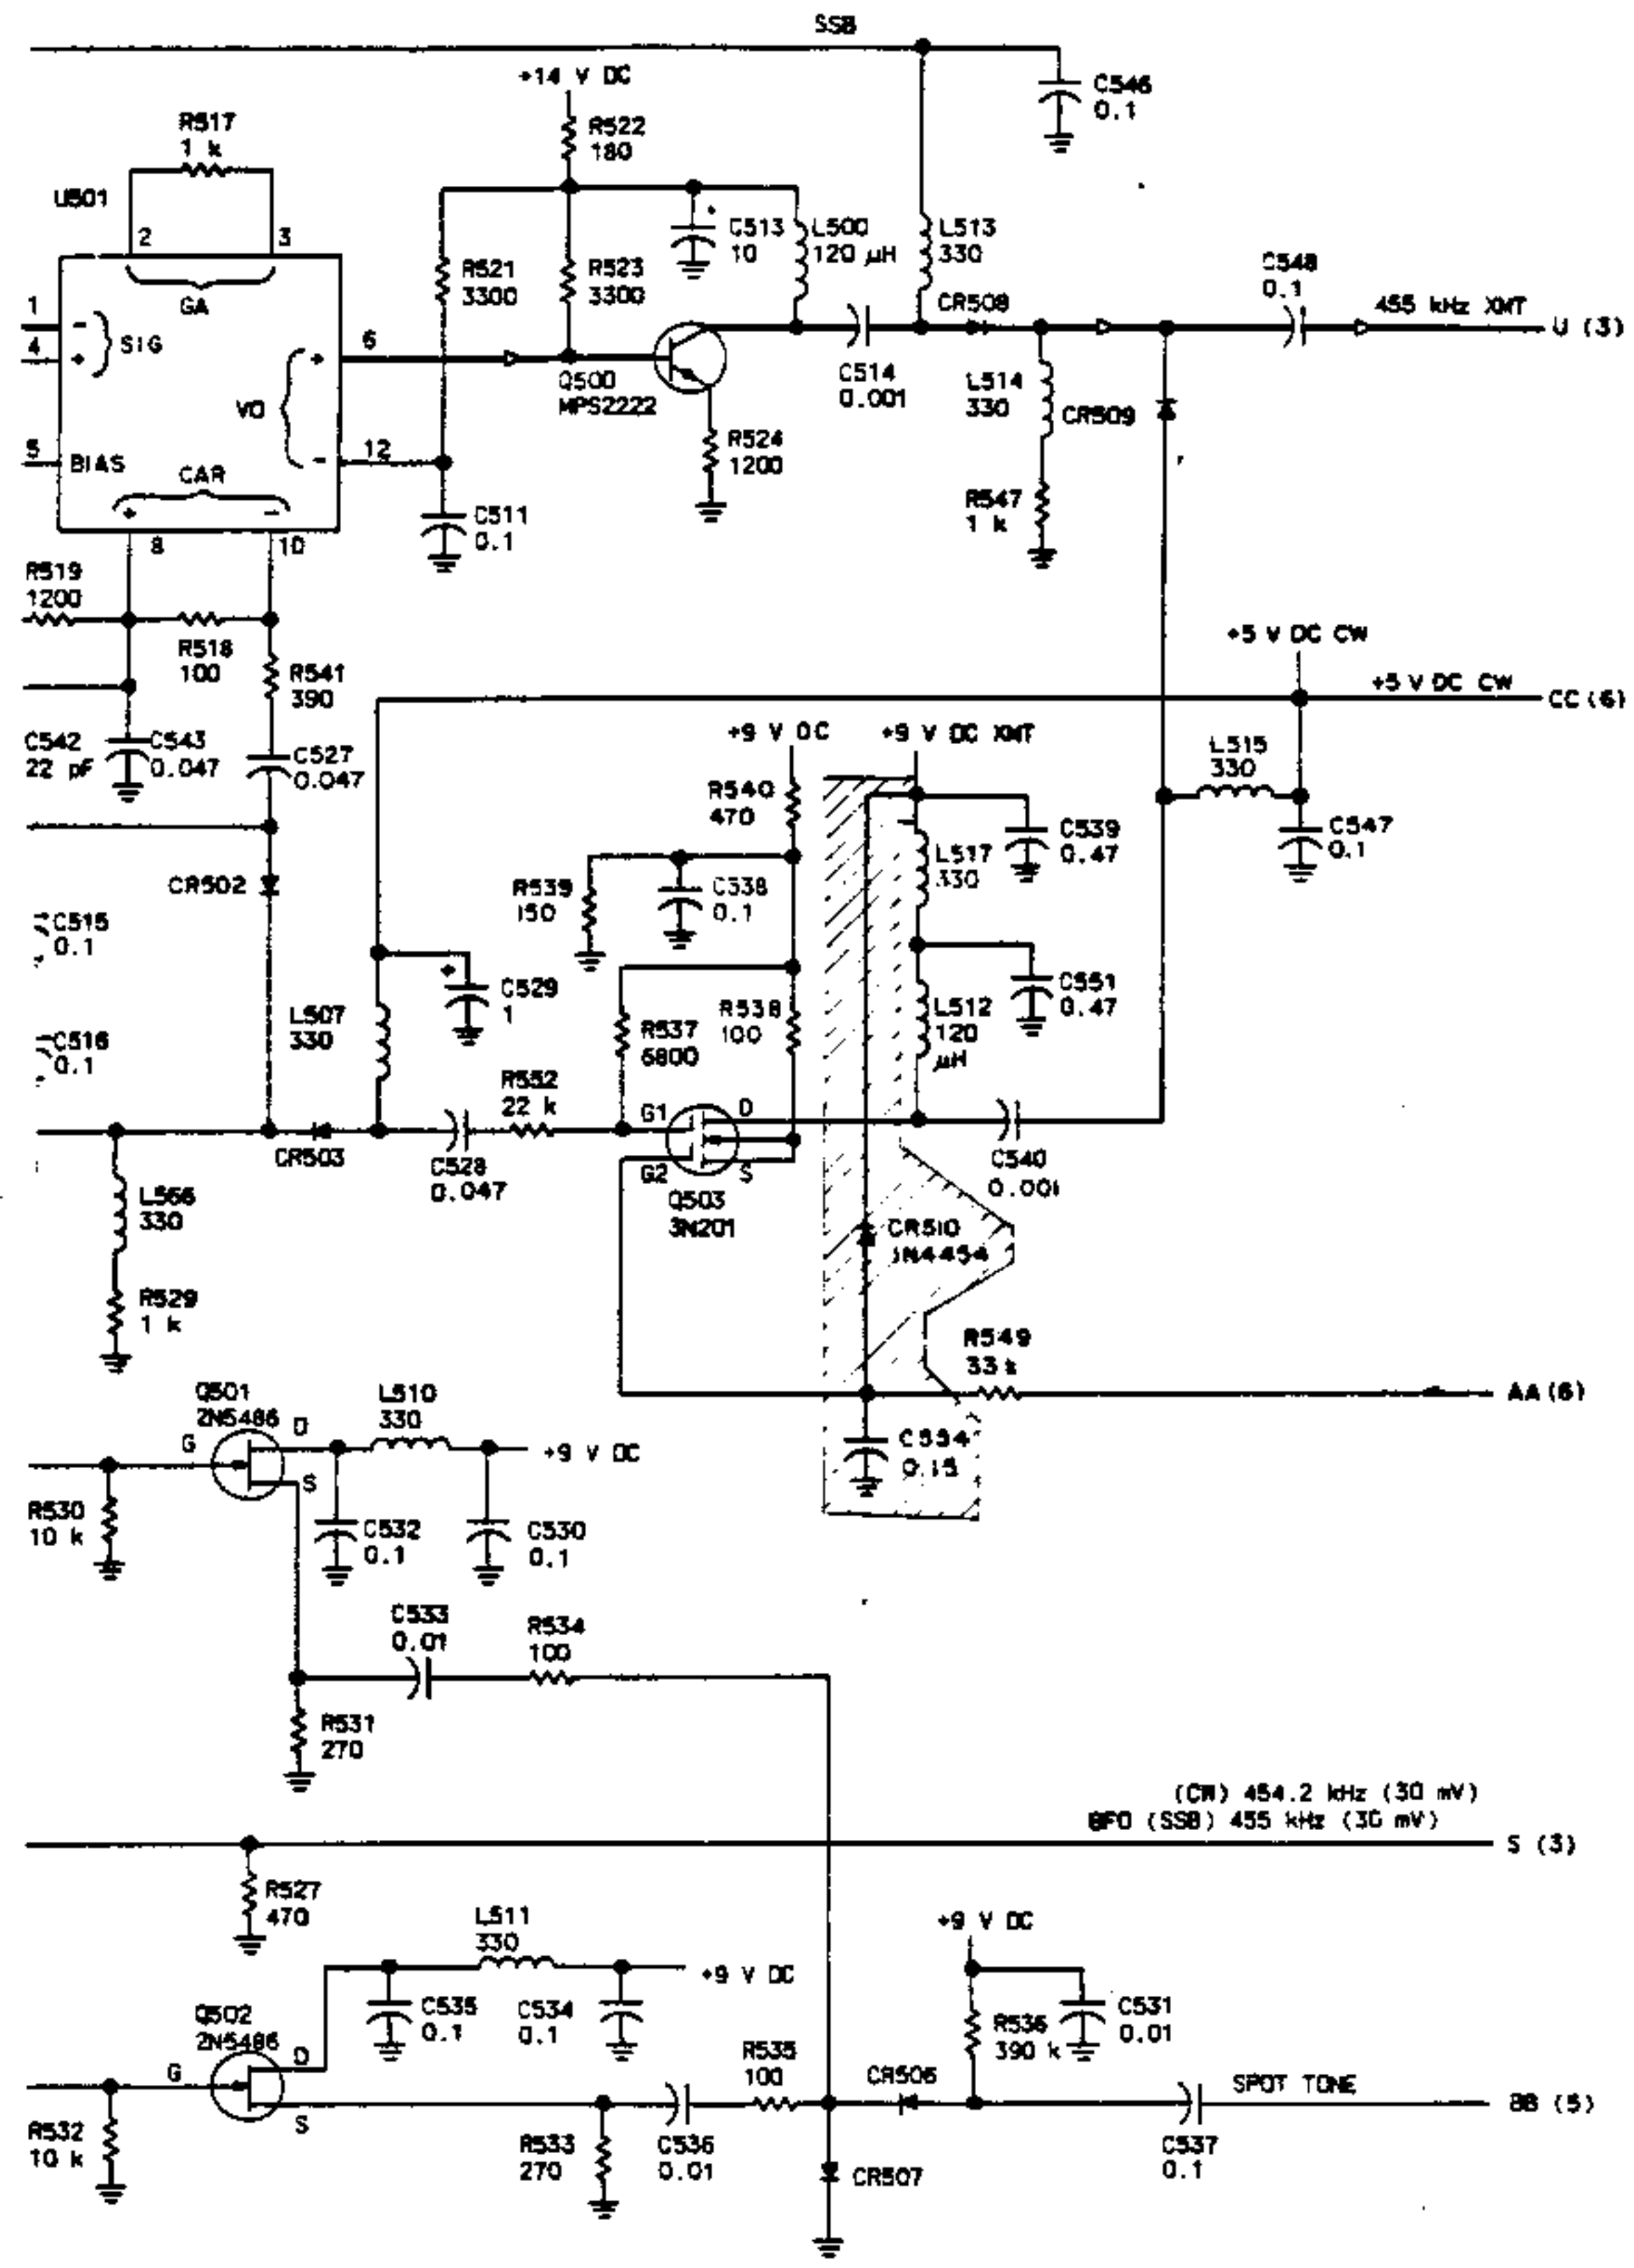 SSB
+14 V DC
C546
0.1
R517
1 k
R522
180
U501
2
3
C513
10
L500
120 µH
L513
330
R521
3300
R523
3300
C548
0.1
GA
CR508
455 kHz XMT
U (3)
1
-
SIG
4
+
6
+
VO
Q500
MPS2222
C514
0.001
L514
330
CR509
R524
1200
5
BIAS
12
-
CAR
+
-
R547
1 k
C511
0.1
8
10
R519
1200
R518
100
R541
390
+5 V DC CW
+5 V DC CW
CC (6)
C542
22 pF
C543
0.047
C527
0.047
+9 V DC
+9 V DC XMT
L515
330
R540
470
C539
0.47
C547
0.1
L517
330
CR502
R539
150
C538
0.1
C515
0.1
C529
1
C551
0.47
L507
330
R537
6800
R538
100
L512
120
µH
C516
0.1
R552
22 k
G1
D
CR503
C528
0.047
G2
S
C540
0.001
Q503
3N201
L566
330
CR510
1N4454
R529
1 k
R549
33 k
AA (6)
Q501
2N5486
L510
330
D
G
+9 V DC
S
C554
0.15
R530
10 k
C532
0.1
C530
0.1
C533
0.01
R534
100
R531
270
(CW) 454.2 kHz (30 mV)
BFO (SSB) 455 kHz (30 mV)
S (3)
R527
470
L511
330
+9 V DC
+9 V DC
Q502
2N5486
C535
0.1
C534
0.1
C531
0.01
R536
390 k
D
G
R535
100
CR506
SPOT TONE
BB (5)
S
R532
10 k
R533
270
C536
0.01
CR507
C537
0.1